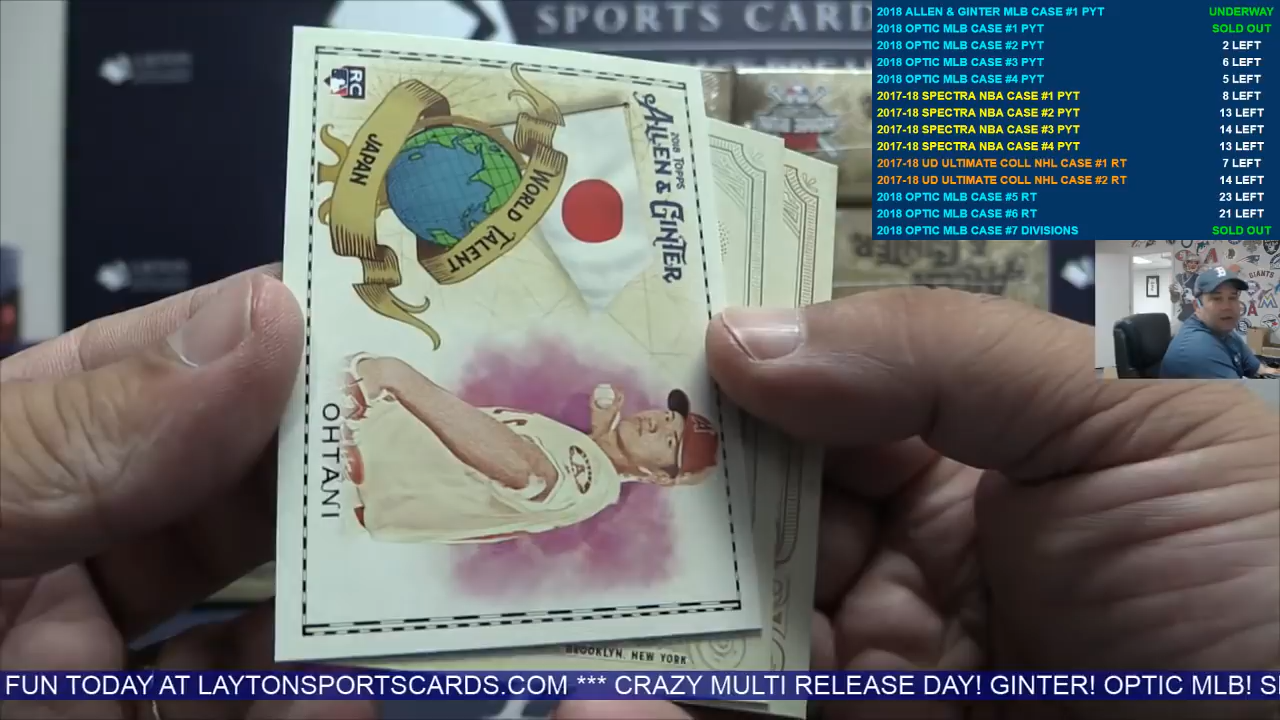 SPORTS CARD
2018 ALLEN & GINTER MLB CASE #1 PYT UNDERWAY
2018 OPTIC MLB CASE #1 PYT SOLD OUT
2018 OPTIC MLB CASE #2 PYT 2 LEFT
2018 OPTIC MLB CASE #3 PYT 6 LEFT
2018 OPTIC MLB CASE #4 PYT 5 LEFT
2017-18 SPECTRA NBA CASE #1 PYT 8 LEFT
2017-18 SPECTRA NBA CASE #2 PYT 13 LEFT
2017-18 SPECTRA NBA CASE #3 PYT 14 LEFT
2017-18 SPECTRA NBA CASE #4 PYT 13 LEFT
2017-18 UD ULTIMATE COLL NHL CASE #1 RT 7 LEFT
2017-18 UD ULTIMATE COLL NHL CASE #2 RT 14 LEFT
2018 OPTIC MLB CASE #5 RT 23 LEFT
2018 OPTIC MLB CASE #6 RT 21 LEFT
2018 OPTIC MLB CASE #7 DIVISIONS SOLD OUT
2018 TOPPS
ALLEN & GINTER
WORLD TALENT
JAPAN
RC
A
OHTANI
BROOKLYN, NEW YORK
GIANTS
FUN TODAY AT LAYTONSPORTSCARDS.COM *** CRAZY MULTI RELEASE DAY! GINTER! OPTIC MLB!